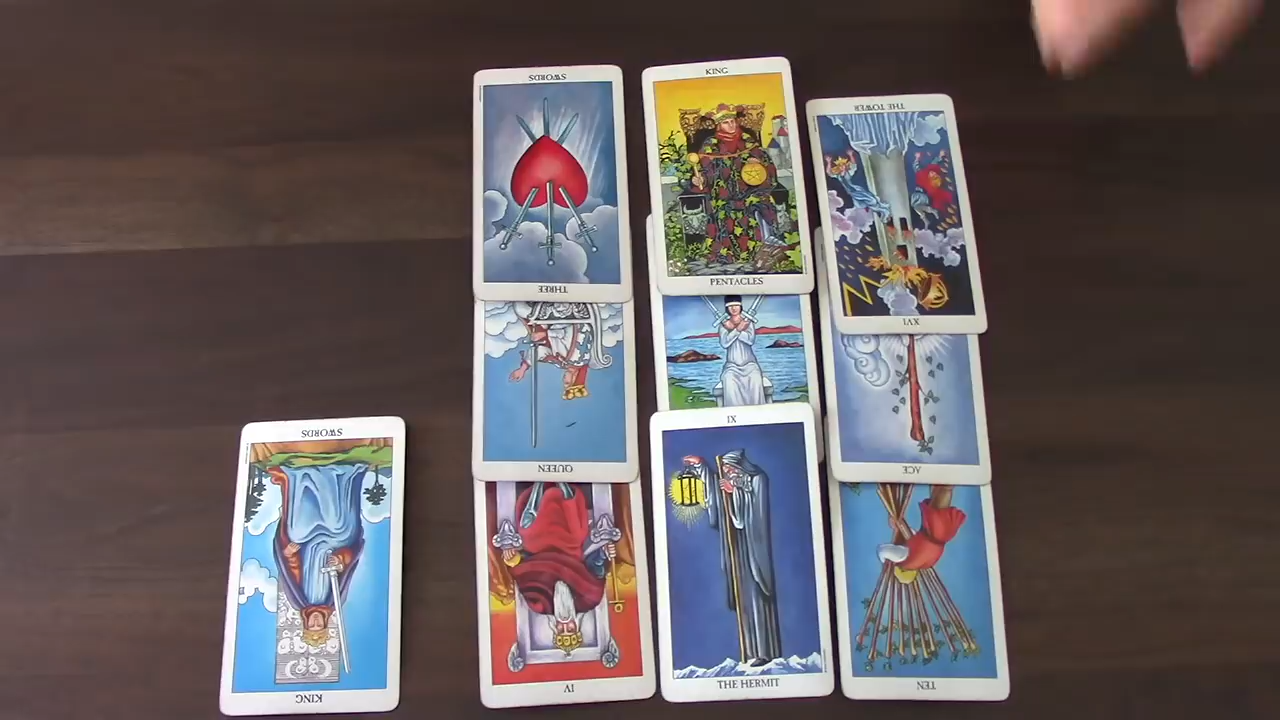 SWORDS
KING
THE TOWER
THREE
PENTACLES
XVI
SWORDS
IX
QUEEN
ACE
KING
IV
THE HERMIT
TEN